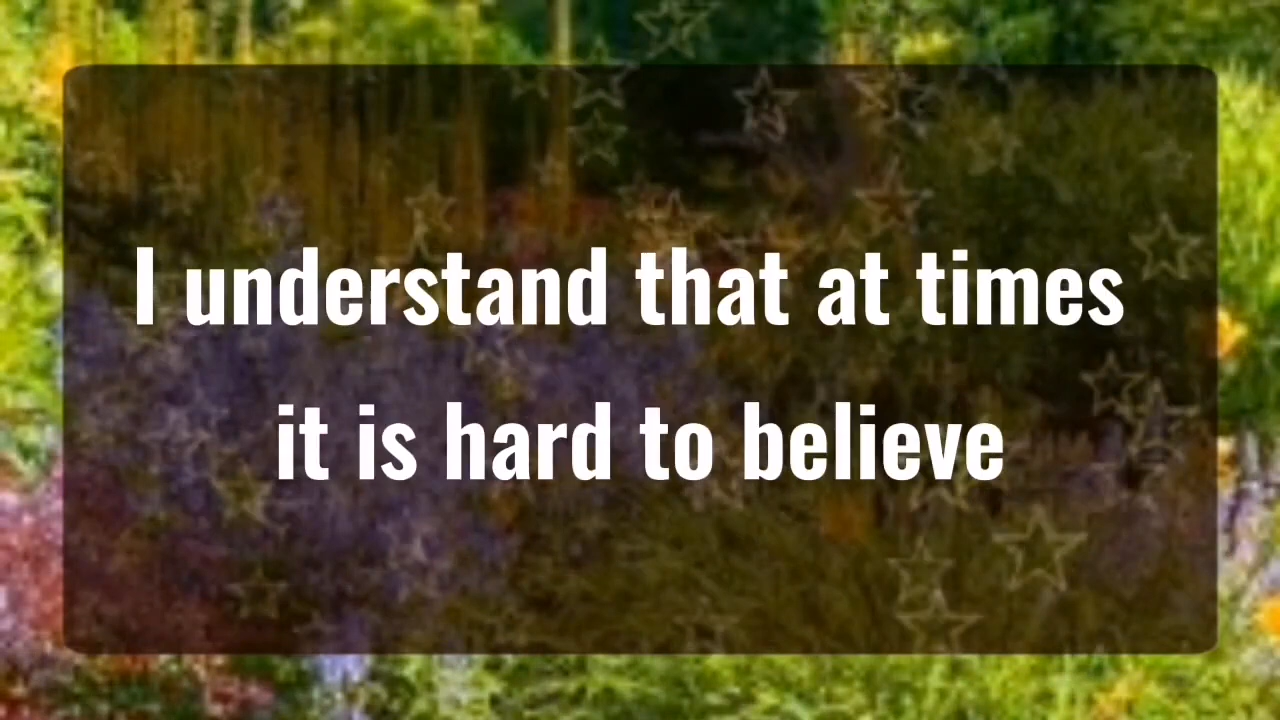 I understand that at times
it is hard to believe